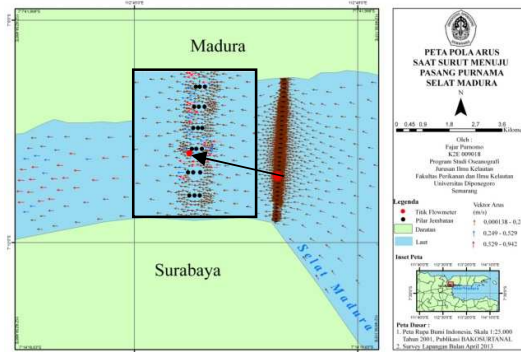 Madura
Surabaya
Selat Madura
PETA POLA ARUS
SAAT SURUT MENUJU
PASANG PURNAMA
SELAT MADURA
N
0 0,45 0,9 1,8 2,7 3,6
Oleh :
Fajar Purnomo
K2E 009018
Program Studi Oseanografi
Jurusan Ilmu Kelautan
Fakultas Perikanan dan Ilmu Kelautan
Universitas Diponegoro
Semarang
Legenda
Vektor Arus
(m/s)
Titik Flowmeter
Pilar Jembatan
Daratan
Laut
0,249 - 0,529
0,529 - 0,942
Inset Peta
Peta Dasar :
1. Peta Rupa Bumi Indonesia, Skala 1:25.000
Tahun 2001, Publikasi BAKOSURTANAL
2. Survey Lapangan Bulan April 2013